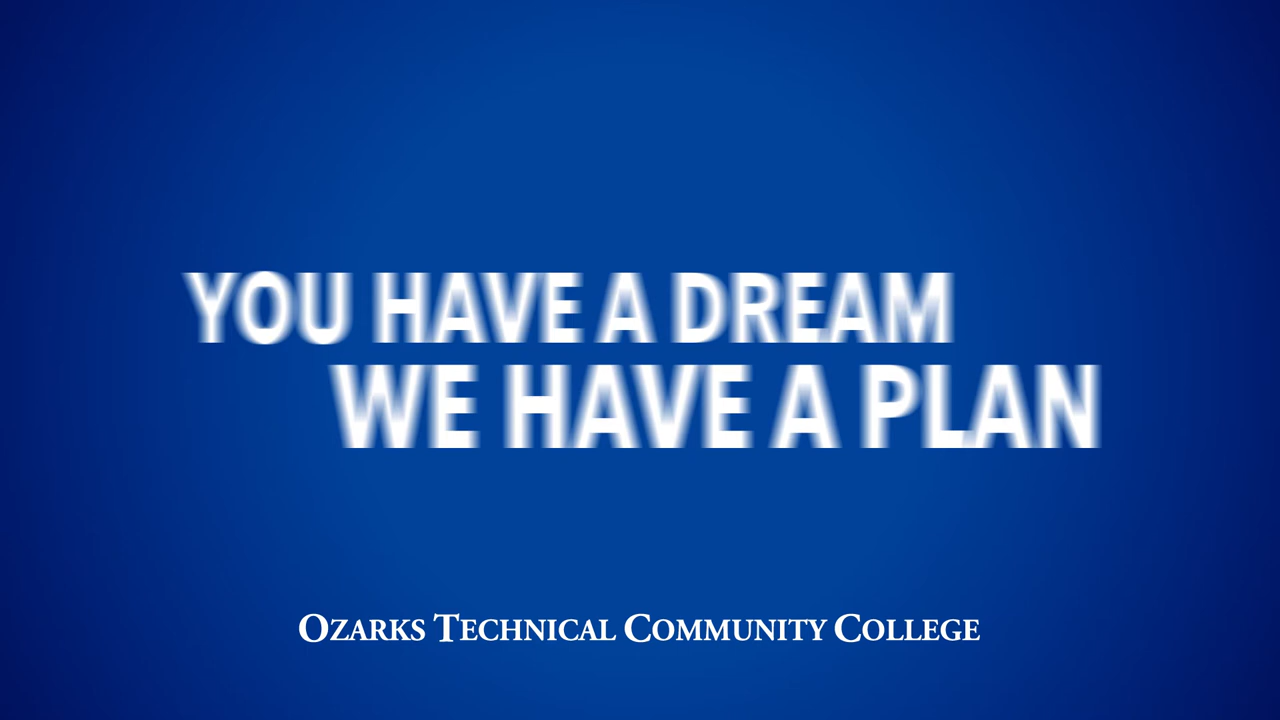 YOU HAVE A DREAM
WE HAVE A PLAN
OZARKS TECHNICAL COMMUNITY COLLEGE